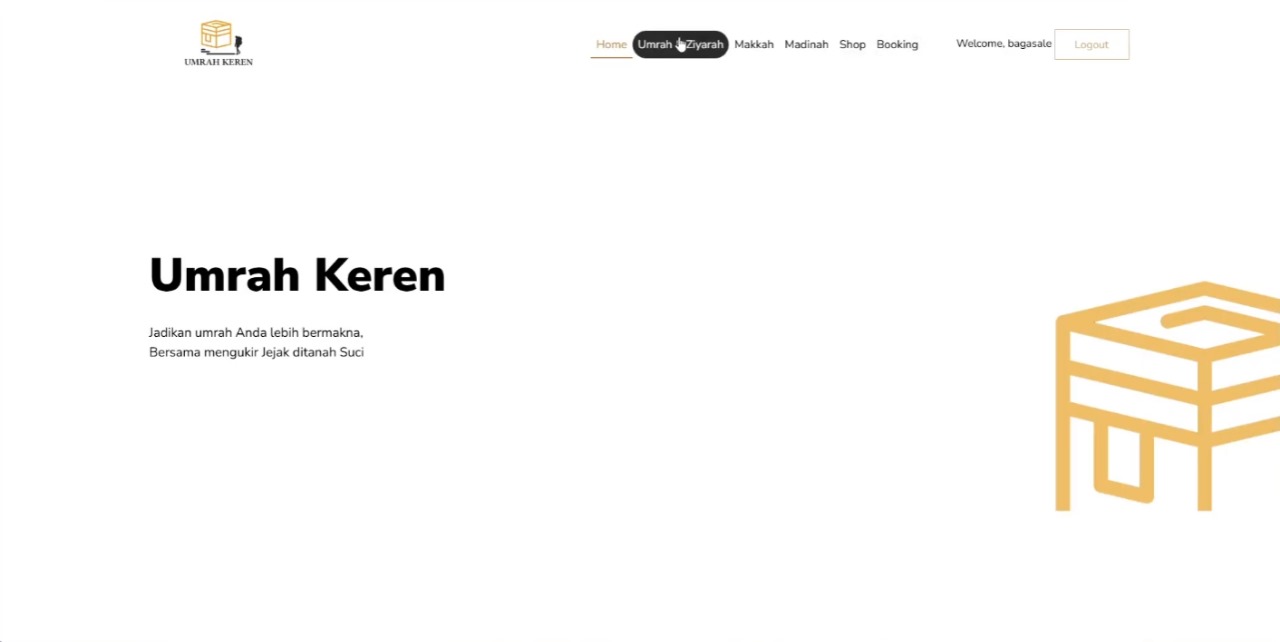 UMRAH KEREN
Home Umrah Ziyarah Makkah Madinah Shop Booking Welcome, bagasale Logout
Umrah Keren
Jadikan umrah Anda lebih bermakna,
Bersama mengukir Jejak ditanah Suci